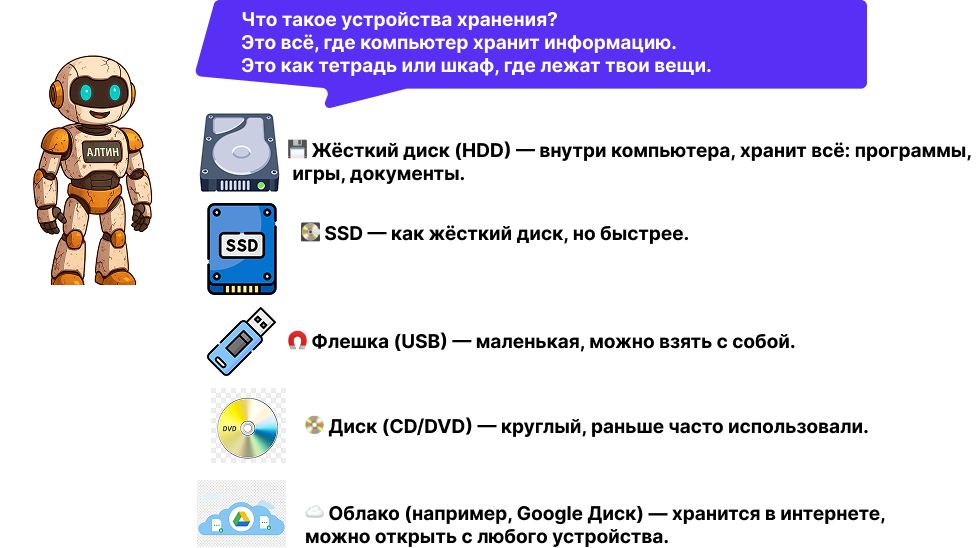 Что такое устройства хранения?
Это всё, где компьютер хранит информацию.
Это как тетрадь или шкаф, где лежат твои вещи.
АЛТИН
💾 Жёсткий диск (HDD) — внутри компьютера, хранит всё: программы,
игры, документы.
SSD
💽 SSD — как жёсткий диск, но быстрее.
🧲 Флешка (USB) — маленькая, можно взять с собой.
DVD
📀 Диск (CD/DVD) — круглый, раньше часто использовали.
☁️ Облако (например, Google Диск) — хранится в интернете,
можно открыть с любого устройства.